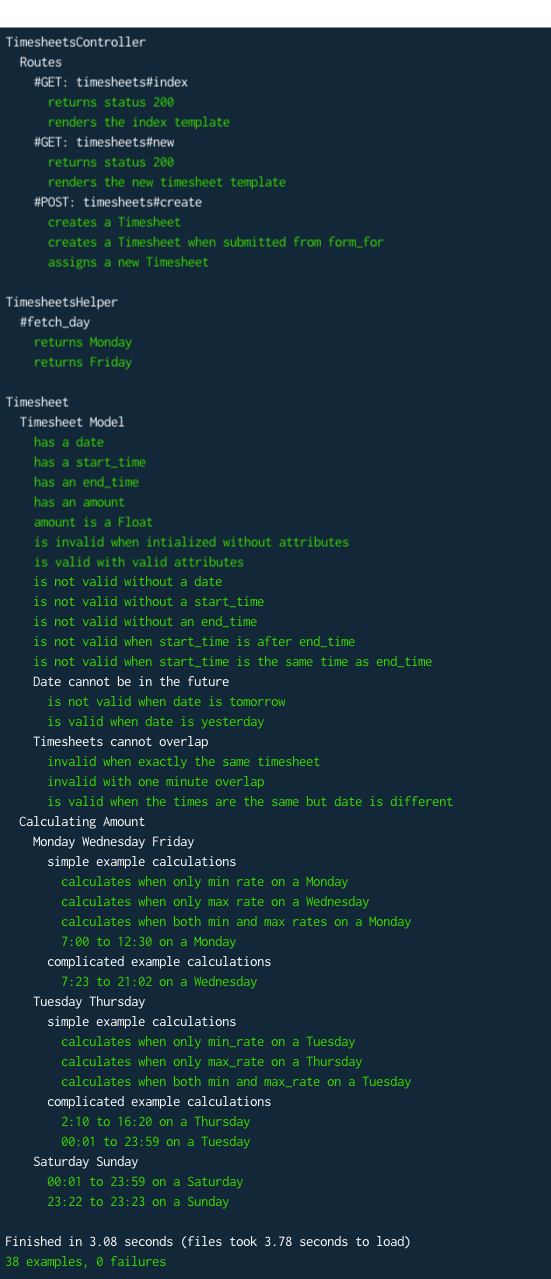 TimesheetsController
Routes
#GET: timesheets#index
returns status 200
renders the index template
#GET: timesheets#new
returns status 200
renders the new timesheet template
#POST: timesheets#create
creates a Timesheet
creates a Timesheet when submitted from form_for
assigns a new Timesheet
TimesheetsHelper
#fetch_day
returns Monday
returns Friday
Timesheet
Timesheet Model
has a date
has a start_time
has an end_time
has an amount
amount is a Float
is invalid when intialized without attributes
is valid with valid attributes
is not valid without a date
is not valid without a start_time
is not valid without an end_time
is not valid when start_time is after end_time
is not valid when start_time is the same time as end_time
Date cannot be in the future
is not valid when date is tomorrow
is valid when date is yesterday
Timesheets cannot overlap
invalid when exactly the same timesheet
invalid with one minute overlap
is valid when the times are the same but date is different
Calculating Amount
Monday Wednesday Friday
simple example calculations
calculates when only min rate on a Monday
calculates when only max rate on a Wednesday
calculates when both min and max rates on a Monday
7:00 to 12:30 on a Monday
complicated example calculations
7:23 to 21:02 on a Wednesday
Tuesday Thursday
simple example calculations
calculates when only min_rate on a Tuesday
calculates when only max_rate on a Thursday
calculates when both min and max_rate on a Tuesday
complicated example calculations
2:10 to 16:20 on a Thursday
00:01 to 23:59 on a Tuesday
Saturday Sunday
00:01 to 23:59 on a Saturday
23:22 to 23:23 on a Sunday
Finished in 3.08 seconds (files took 3.78 seconds to load)
38 examples, 0 failures